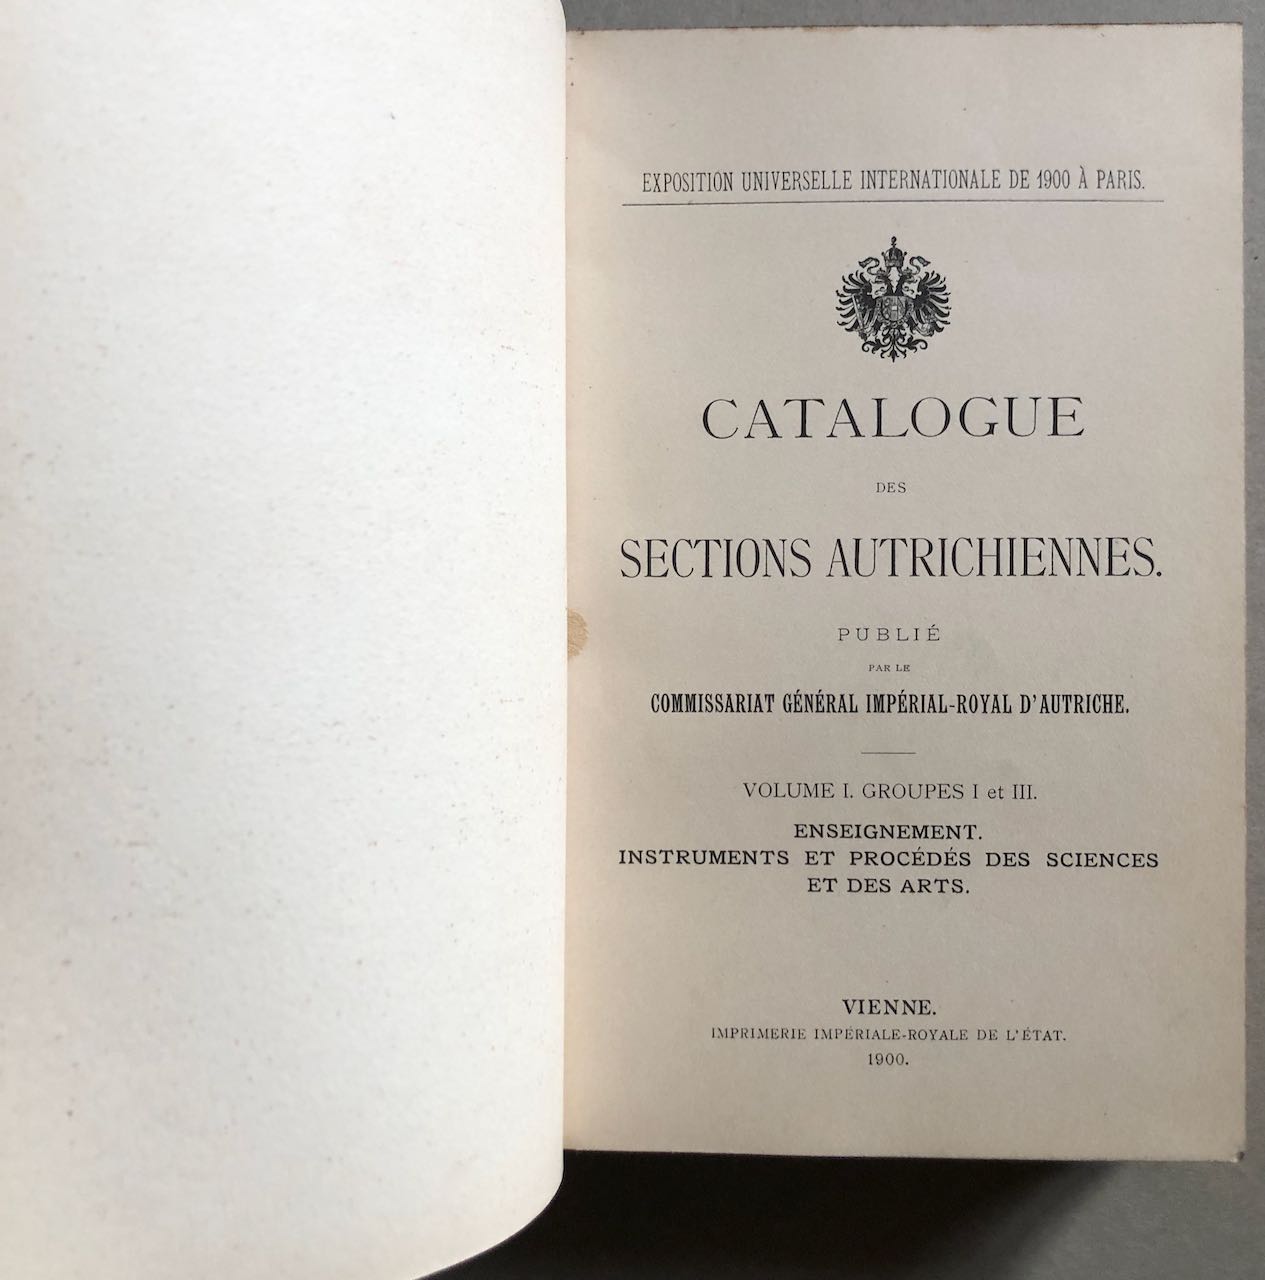 EXPOSITION UNIVERSELLE INTERNATIONALE DE 1900 À PARIS.
CATALOGUE
DES
SECTIONS AUTRICHIENNES.
PUBLIÉ
PAR LE
COMMISSARIAT GÉNÉRAL IMPÉRIAL-ROYAL D'AUTRICHE.
VOLUME I. GROUPES I et III.
ENSEIGNEMENT.
INSTRUMENTS ET PROCÉDÉS DES SCIENCES
ET DES ARTS.
VIENNE.
IMPRIMERIE IMPÉRIALE-ROYALE DE L'ÉTAT.
1900.